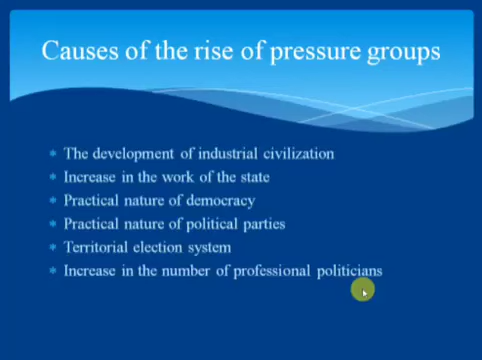 Causes of the rise of pressure groups
The development of industrial civilization
Increase in the work of the state
Practical nature of democracy
Practical nature of political parties
Territorial election system
Increase in the number of professional politicians